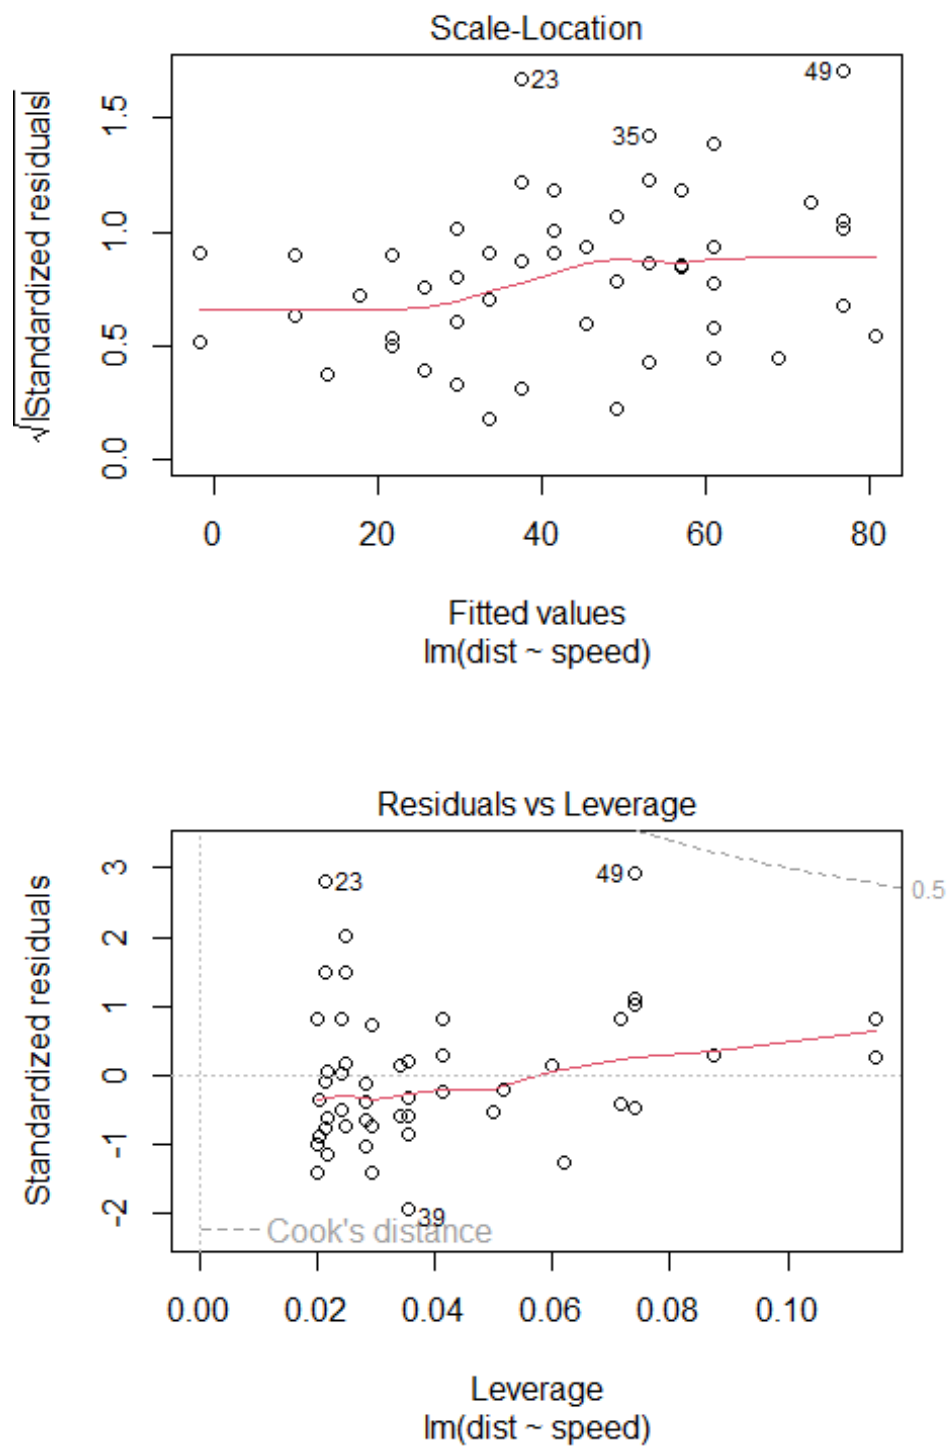 Scale-Location
√|Standardized residuals|
1.5
1.0
0.5
0.0
23
49
35
0 20 40 60 80
Fitted values
lm(dist ~ speed)
Residuals vs Leverage
Standardized residuals
3
2
1
0
-1
-2
23
49
0.5
39
Cook's distance
0.00 0.02 0.04 0.06 0.08 0.10
Leverage
lm(dist ~ speed)